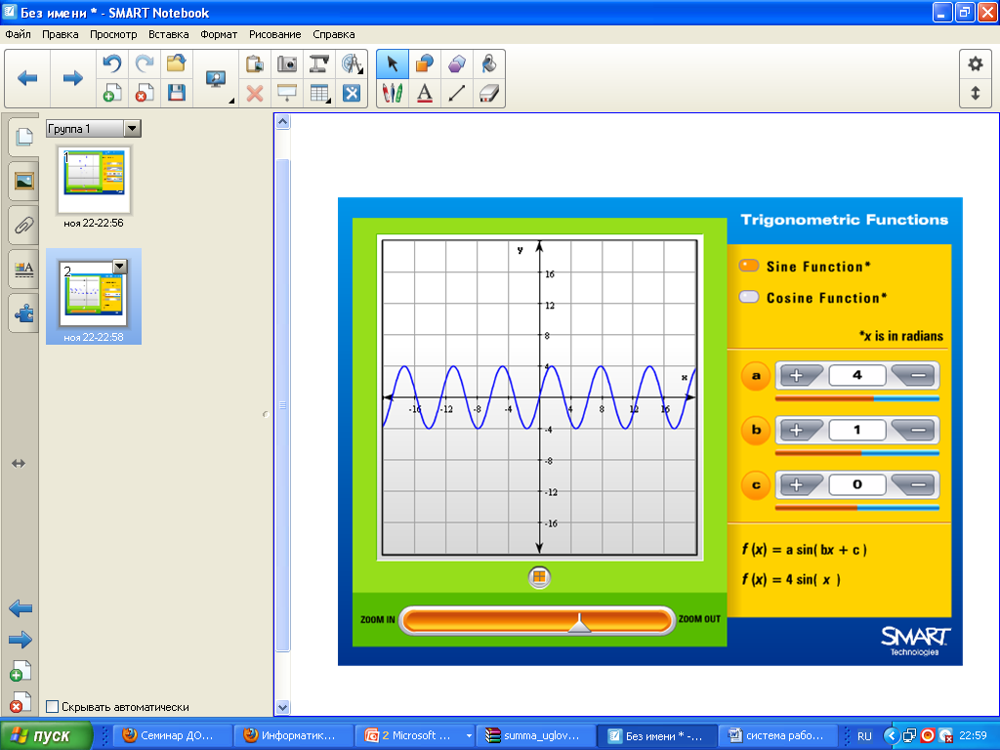 Без имени * - SMART Notebook
Файл Правка Просмотр Вставка Формат Рисование Справка
Группа 1
1
ноя 22-22:56
2
ноя 22-22:58
Скрывать автоматически
Trigonometric Functions
Sine Function*
Cosine Function*
*x is in radians
a 4
b 1
c 0
f (x) = a sin( bx + c )
f (x) = 4 sin( x )
y
16
12
8
4
x
-16 -12 -8 -4 4 8 12 16
-4
-8
-12
-16
ZOOM IN ZOOM OUT
SMART
Technologies
пуск Семинар ДО... Информатик... 2 Microsoft ... summa_uglov... Без имени * -... система рабо... RU 22:59